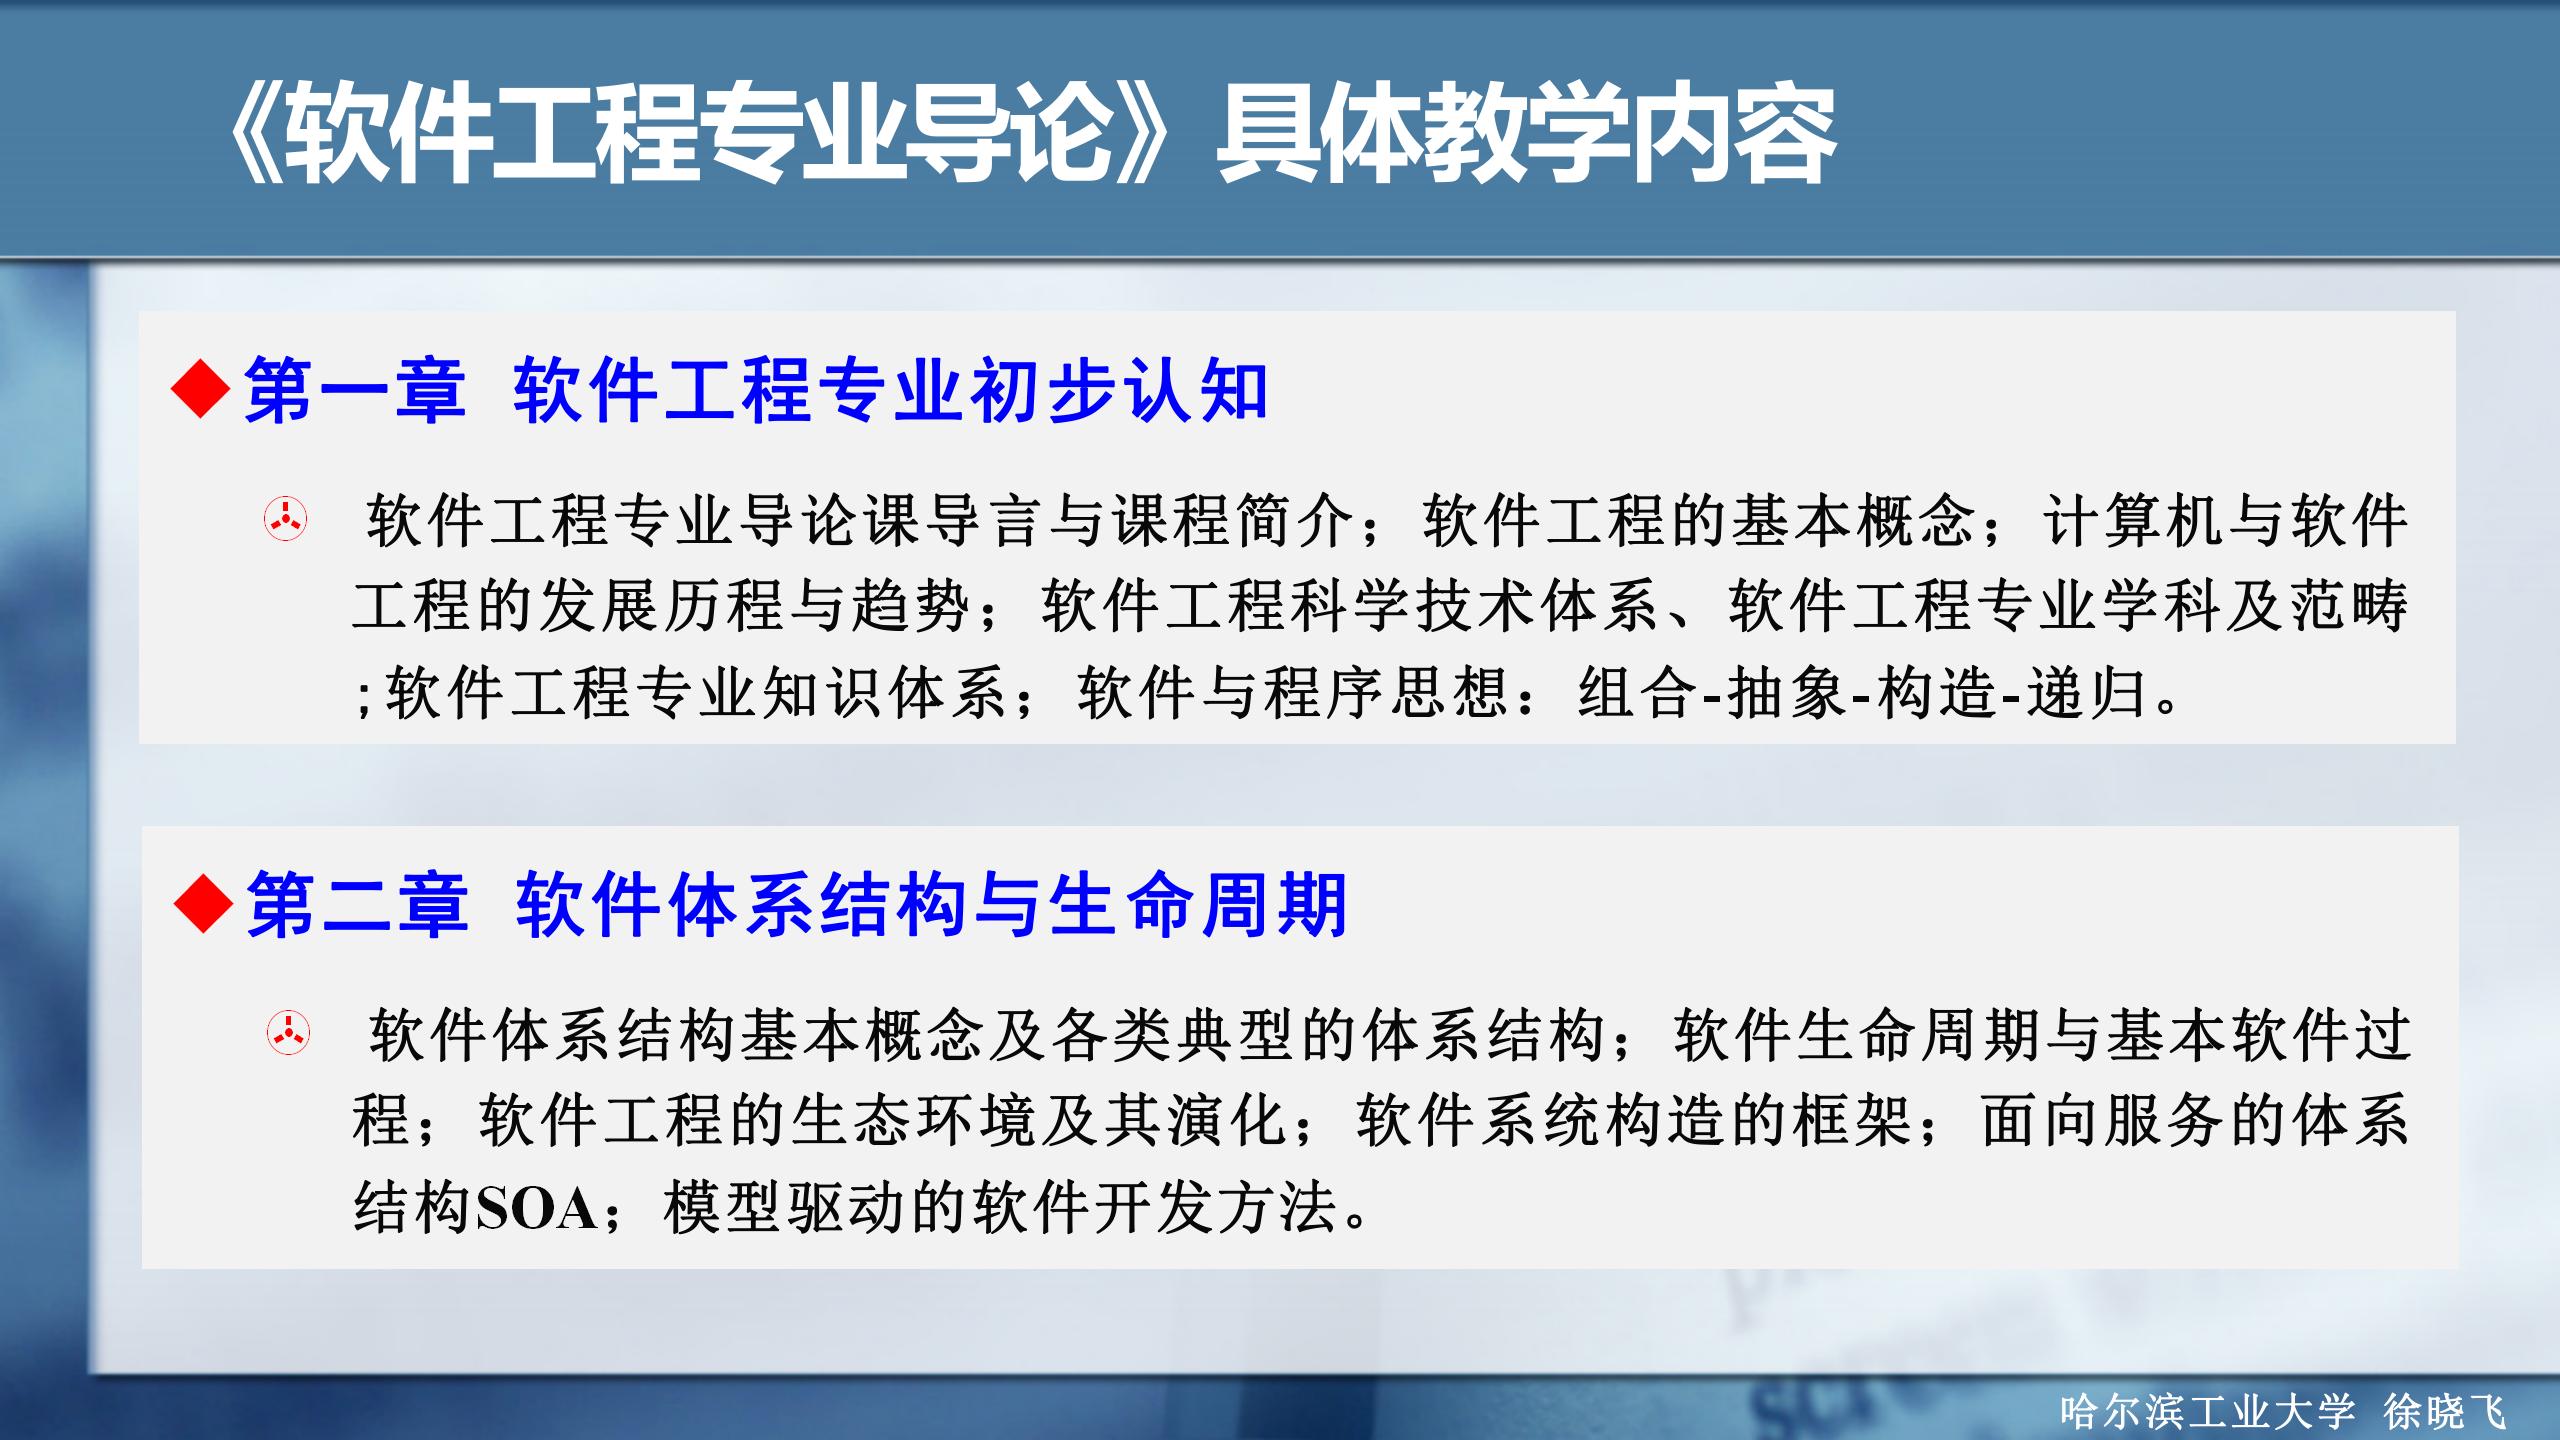 《软件工程专业导论》具体教学内容
第一章 软件工程专业初步认知
软件工程专业导论课导言与课程简介；软件工程的基本概念；计算机与软件
工程的发展历程与趋势；软件工程科学技术体系、软件工程专业学科及范畴
;软件工程专业知识体系；软件与程序思想：组合-抽象-构造-递归。
第二章 软件体系结构与生命周期
软件体系结构基本概念及各类典型的体系结构；软件生命周期与基本软件过
程；软件工程的生态环境及其演化；软件系统构造的框架；面向服务的体系
结构SOA；模型驱动的软件开发方法。
哈尔滨工业大学 徐晓飞